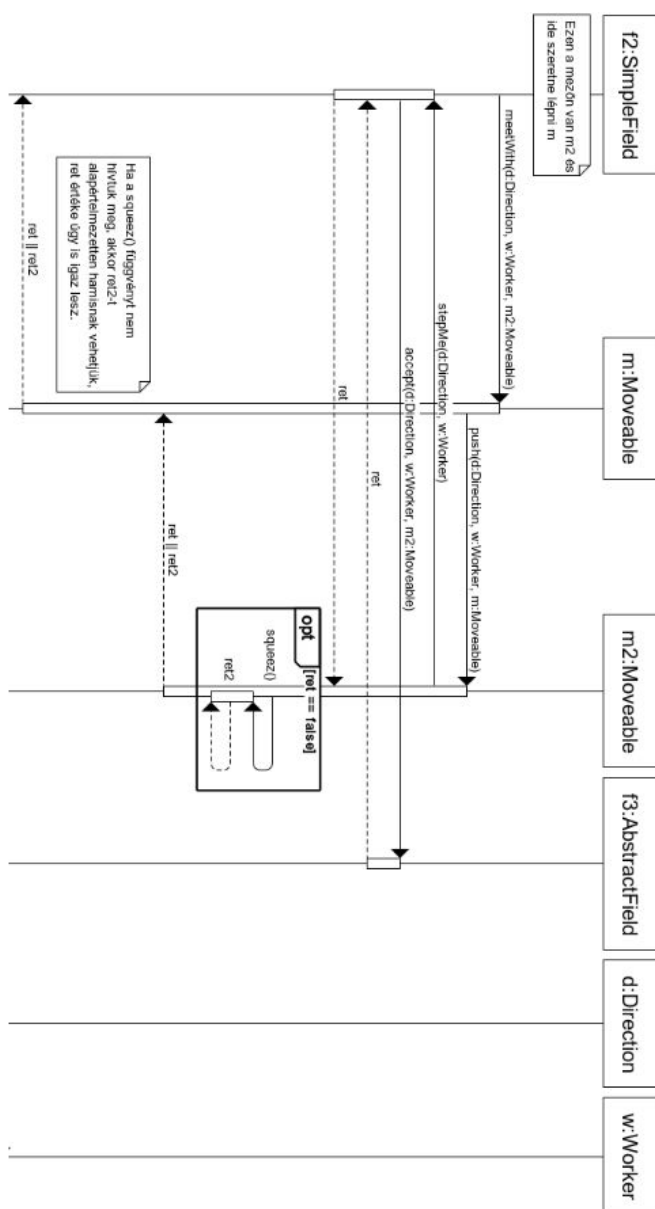 f2:SimpleField
m:Moveable
m2:Moveable
f3:AbstractField
d:Direction
w:Worker
Ezen a mezőn van m2 és
ide szeretne lépni m
meetWith(d:Direction, w:Worker, m2:Moveable)
push(d:Direction, w:Worker, m:Moveable)
stepMe(d:Direction, w:Worker)
accept(d:Direction, w:Worker, m2:Moveable)
ret
ret
opt
[ret == false]
squeez()
ret2
ret || ret2
Ha a squeez() függvényt nem
hívtuk meg, akkor ret2-t
alapértelmezetten hamisnak vehetjük,
ret értéke úgy is igaz lesz.
ret || ret2